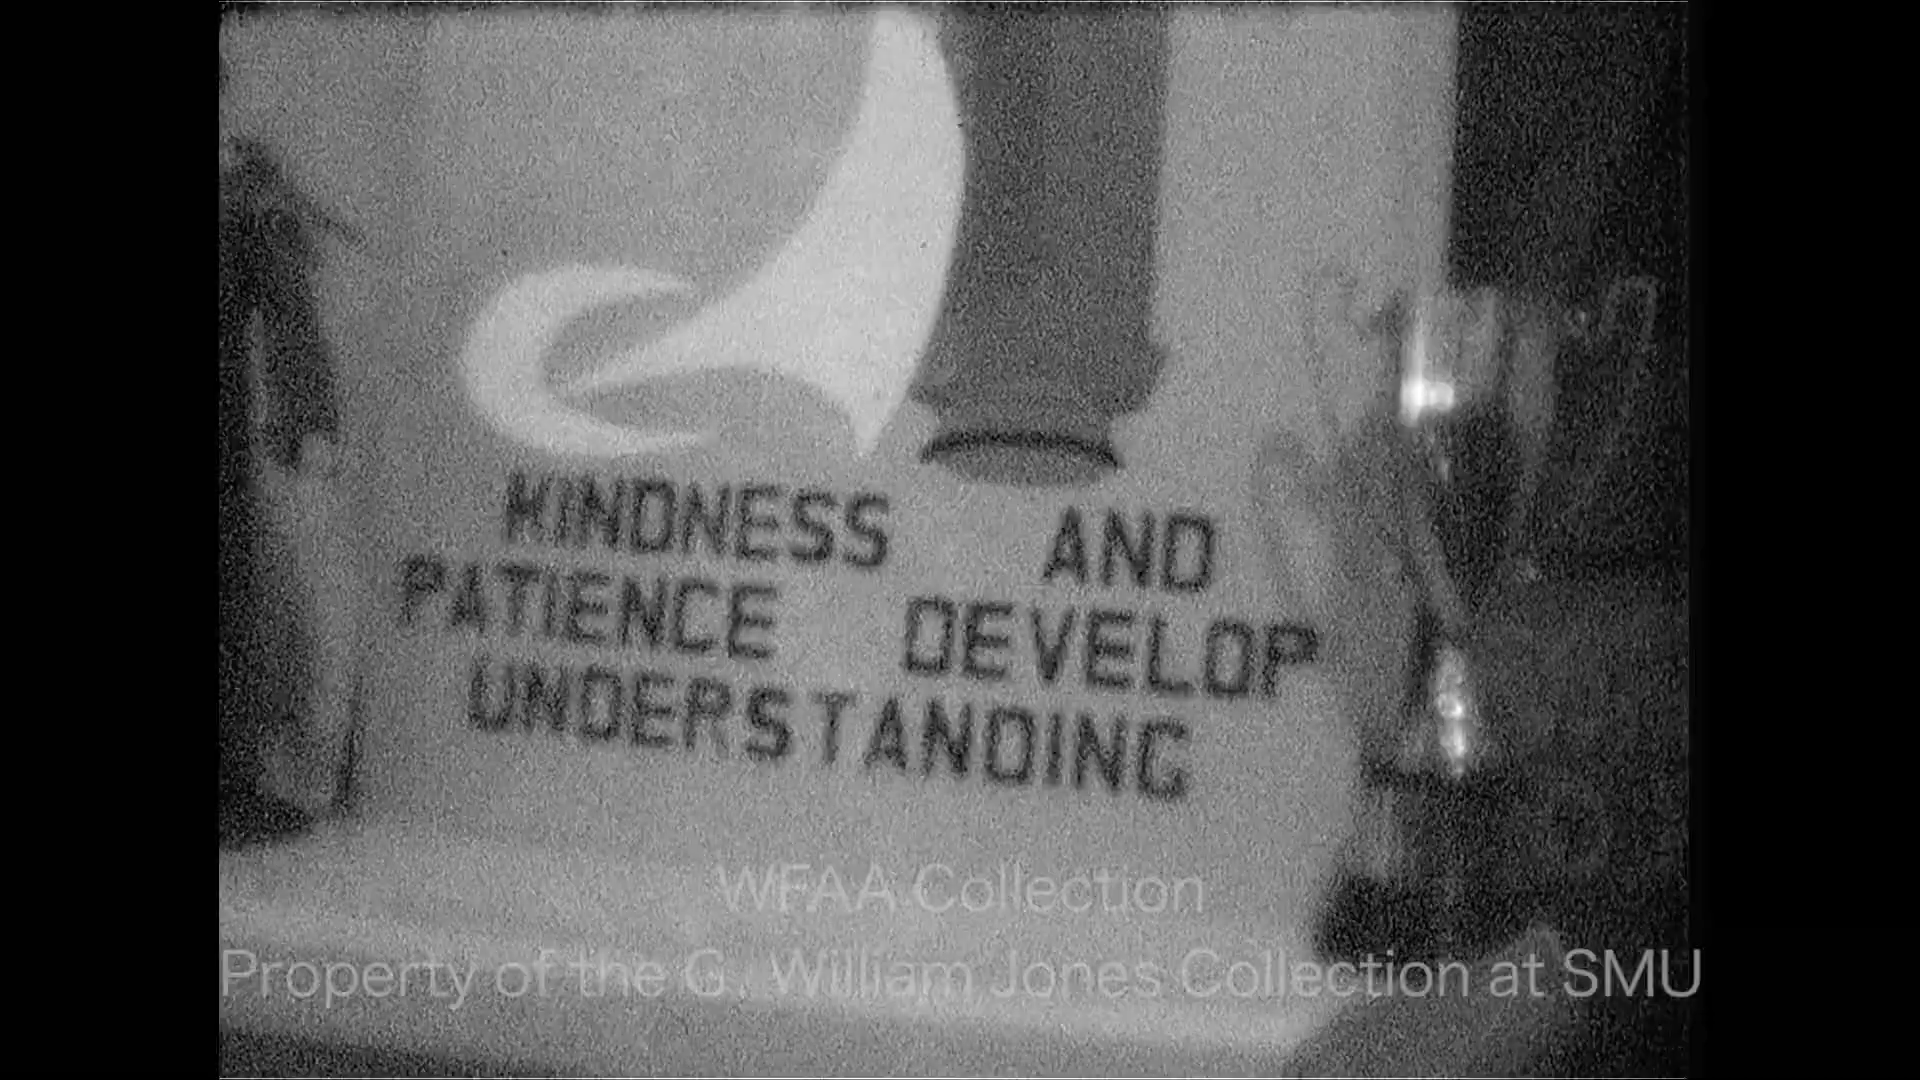 KINDNESS AND
PATIENCE DEVELOP
UNDERSTANDING
WFAA Collection
Property of the G. William Jones Collection at SMU